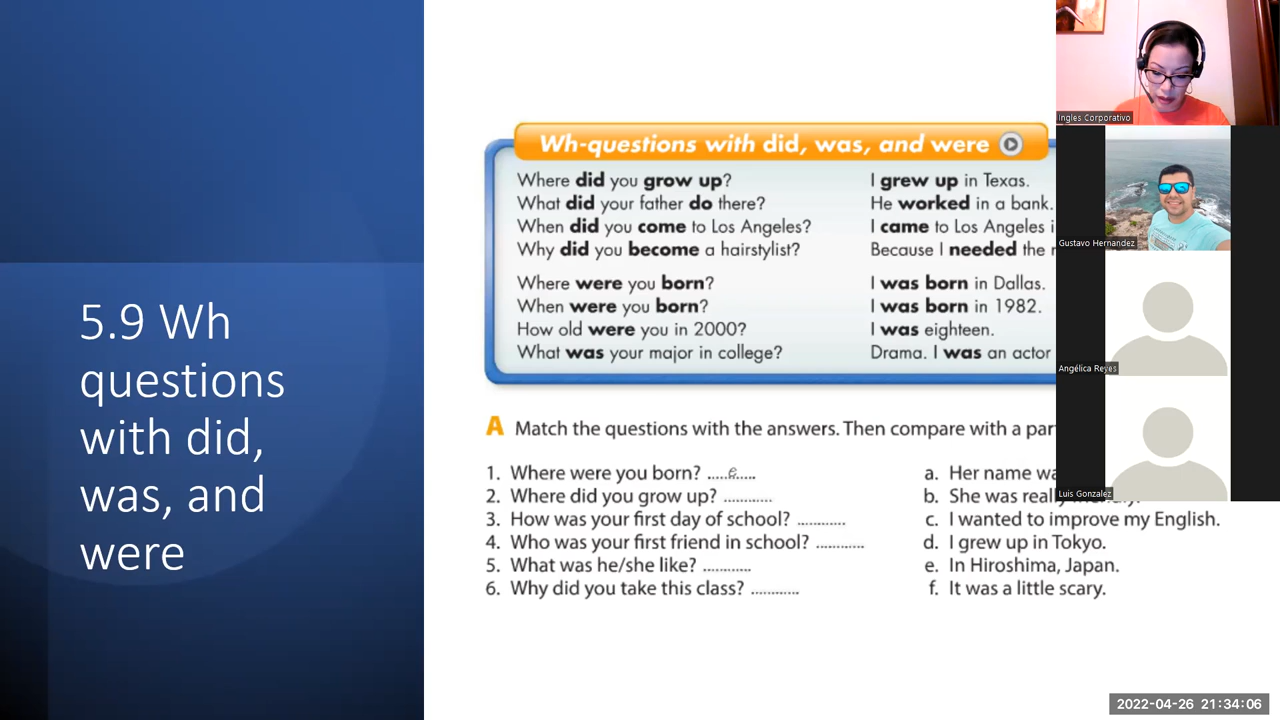 5.9 Wh
questions
with did,
was, and
were
Wh-questions with did, was, and were
Where did you grow up? I grew up in Texas.
What did your father do there? He worked in a bank.
When did you come to Los Angeles? I came to Los Angeles i
Why did you become a hairstylist? Because I needed the
Where were you born? I was born in Dallas.
When were you born? I was born in 1982.
How old were you in 2000? I was eighteen.
What was your major in college? Drama. I was an actor
A Match the questions with the answers. Then compare with a par
1. Where were you born? .....e.....
2. Where did you grow up? ............
3. How was your first day of school? ............
4. Who was your first friend in school? ............
5. What was he/she like? ............
6. Why did you take this class? ............
a. Her name wa
b. She was really friendly.
c. I wanted to improve my English.
d. I grew up in Tokyo.
e. In Hiroshima, Japan.
f. It was a little scary.
Ingles Corporativo
Gustavo Hernandez
Angélica Reyes
Luis Gonzalez
2022-04-26 21:34:06